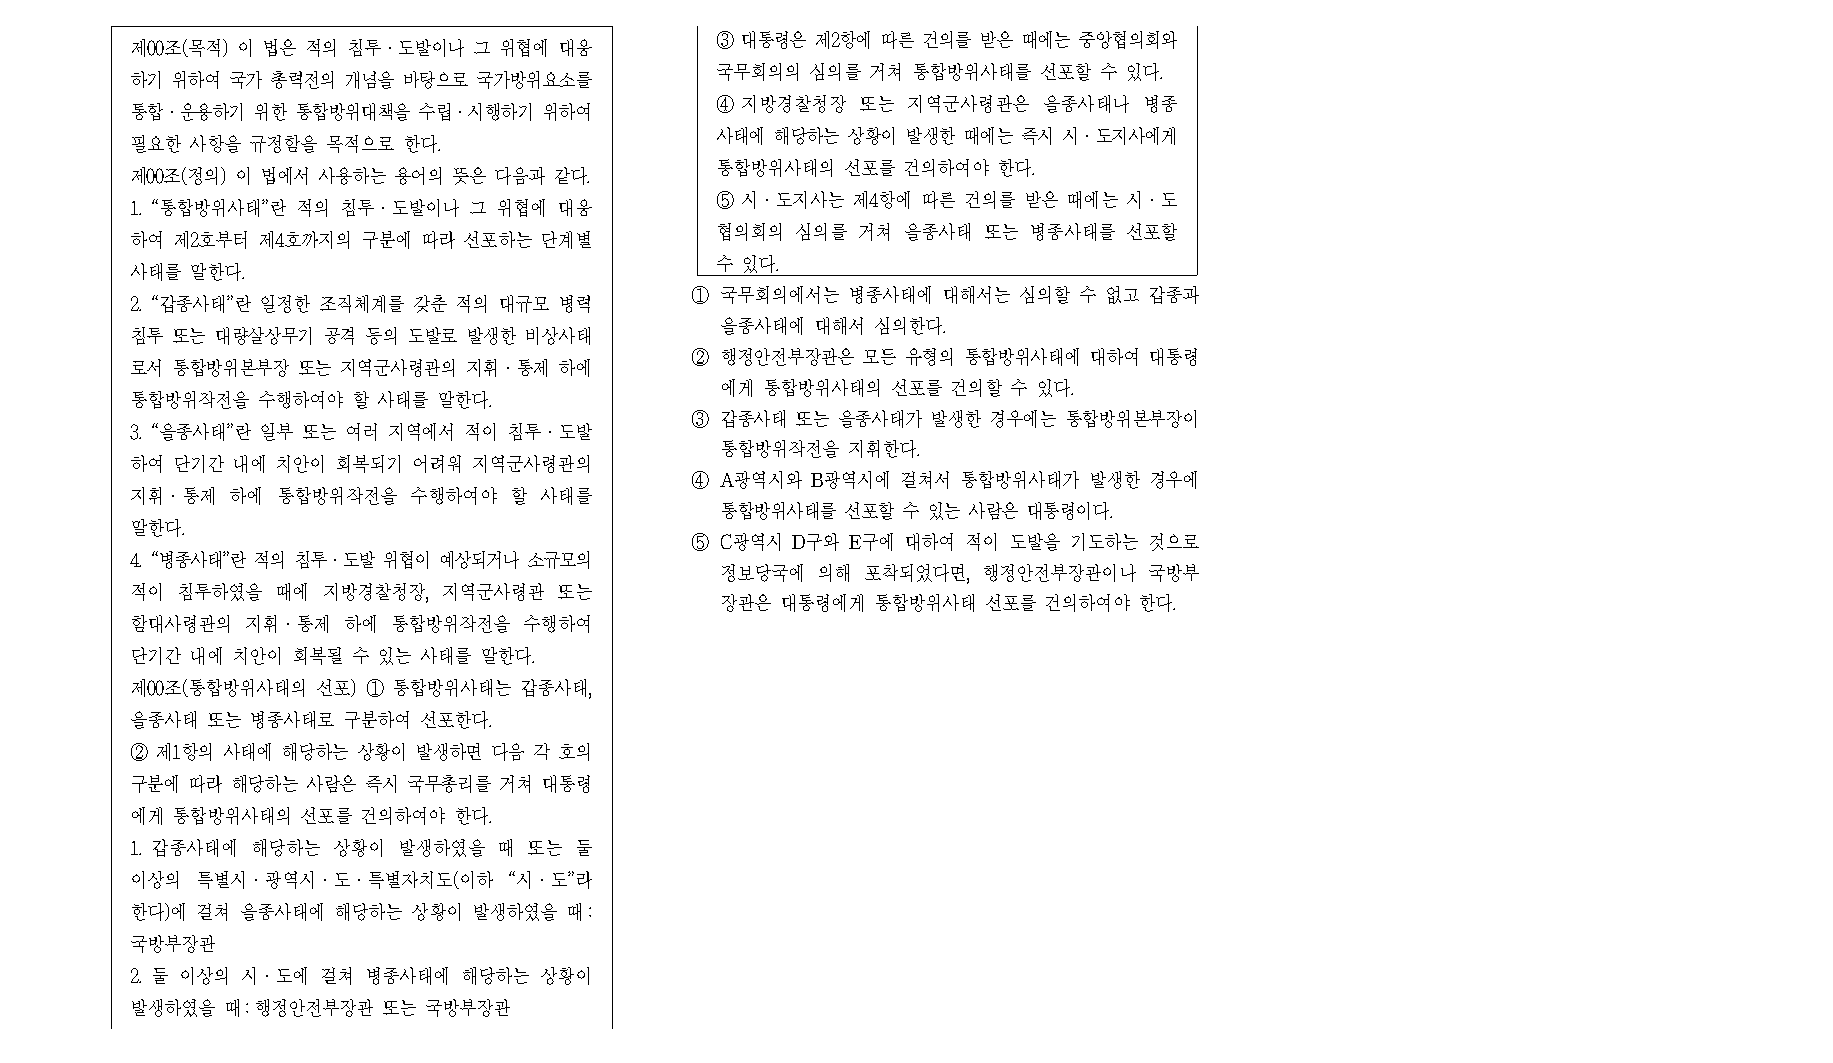 제00조(목적) 이 법은 적의 침투·도발이나 그 위협에 대응
하기 위하여 국가 총력전의 개념을 바탕으로 국가방위요소를
통합·운용하기 위한 통합방위대책을 수립·시행하기 위하여
필요한 사항을 규정함을 목적으로 한다.
제00조(정의) 이 법에서 사용하는 용어의 뜻은 다음과 같다.
1. “통합방위사태”란 적의 침투·도발이나 그 위협에 대응
하여 제2호부터 제4호까지의 구분에 따라 선포하는 단계별
사태를 말한다.
2. “갑종사태”란 일정한 조직체계를 갖춘 적의 대규모 병력
침투 또는 대량살상무기 공격 등의 도발로 발생한 비상사태
로서 통합방위본부장 또는 지역군사령관의 지휘·통제 하에
통합방위작전을 수행하여야 할 사태를 말한다.
3. “을종사태”란 일부 또는 여러 지역에서 적이 침투·도발
하여 단기간 내에 치안이 회복되기 어려워 지역군사령관의
지휘·통제 하에 통합방위작전을 수행하여야 할 사태를
말한다.
4. “병종사태”란 적의 침투·도발 위협이 예상되거나 소규모의
적이 침투하였을 때에 지방경찰청장, 지역군사령관 또는
함대사령관의 지휘·통제 하에 통합방위작전을 수행하여
단기간 내에 치안이 회복될 수 있는 사태를 말한다.
제00조(통합방위사태의 선포) ① 통합방위사태는 갑종사태,
을종사태 또는 병종사태로 구분하여 선포한다.
② 제1항의 사태에 해당하는 상황이 발생하면 다음 각 호의
구분에 따라 해당하는 사람은 즉시 국무총리를 거쳐 대통령
에게 통합방위사태의 선포를 건의하여야 한다.
1. 갑종사태에 해당하는 상황이 발생하였을 때 또는 둘
이상의 특별시·광역시·도·특별자치도(이하 “시·도”라
한다)에 걸쳐 을종사태에 해당하는 상황이 발생하였을 때:
국방부장관
2. 둘 이상의 시·도에 걸쳐 병종사태에 해당하는 상황이
발생하였을 때: 행정안전부장관 또는 국방부장관
③ 대통령은 제2항에 따른 건의를 받은 때에는 중앙협의회와
국무회의의 심의를 거쳐 통합방위사태를 선포할 수 있다.
④ 지방경찰청장 또는 지역군사령관은 을종사태나 병종
사태에 해당하는 상황이 발생한 때에는 즉시 시·도지사에게
통합방위사태의 선포를 건의하여야 한다.
⑤ 시·도지사는 제4항에 따른 건의를 받은 때에는 시·도
협의회의 심의를 거쳐 을종사태 또는 병종사태를 선포할
수 있다.
① 국무회의에서는 병종사태에 대해서는 심의할 수 없고 갑종과
을종사태에 대해서 심의한다.
② 행정안전부장관은 모든 유형의 통합방위사태에 대하여 대통령
에게 통합방위사태의 선포를 건의할 수 있다.
③ 갑종사태 또는 을종사태가 발생한 경우에는 통합방위본부장이
통합방위작전을 지휘한다.
④ A광역시와 B광역시에 걸쳐서 통합방위사태가 발생한 경우에
통합방위사태를 선포할 수 있는 사람은 대통령이다.
⑤ C광역시 D구와 E구에 대하여 적이 도발을 기도하는 것으로
정보당국에 의해 포착되었다면, 행정안전부장관이나 국방부
장관은 대통령에게 통합방위사태 선포를 건의하여야 한다.